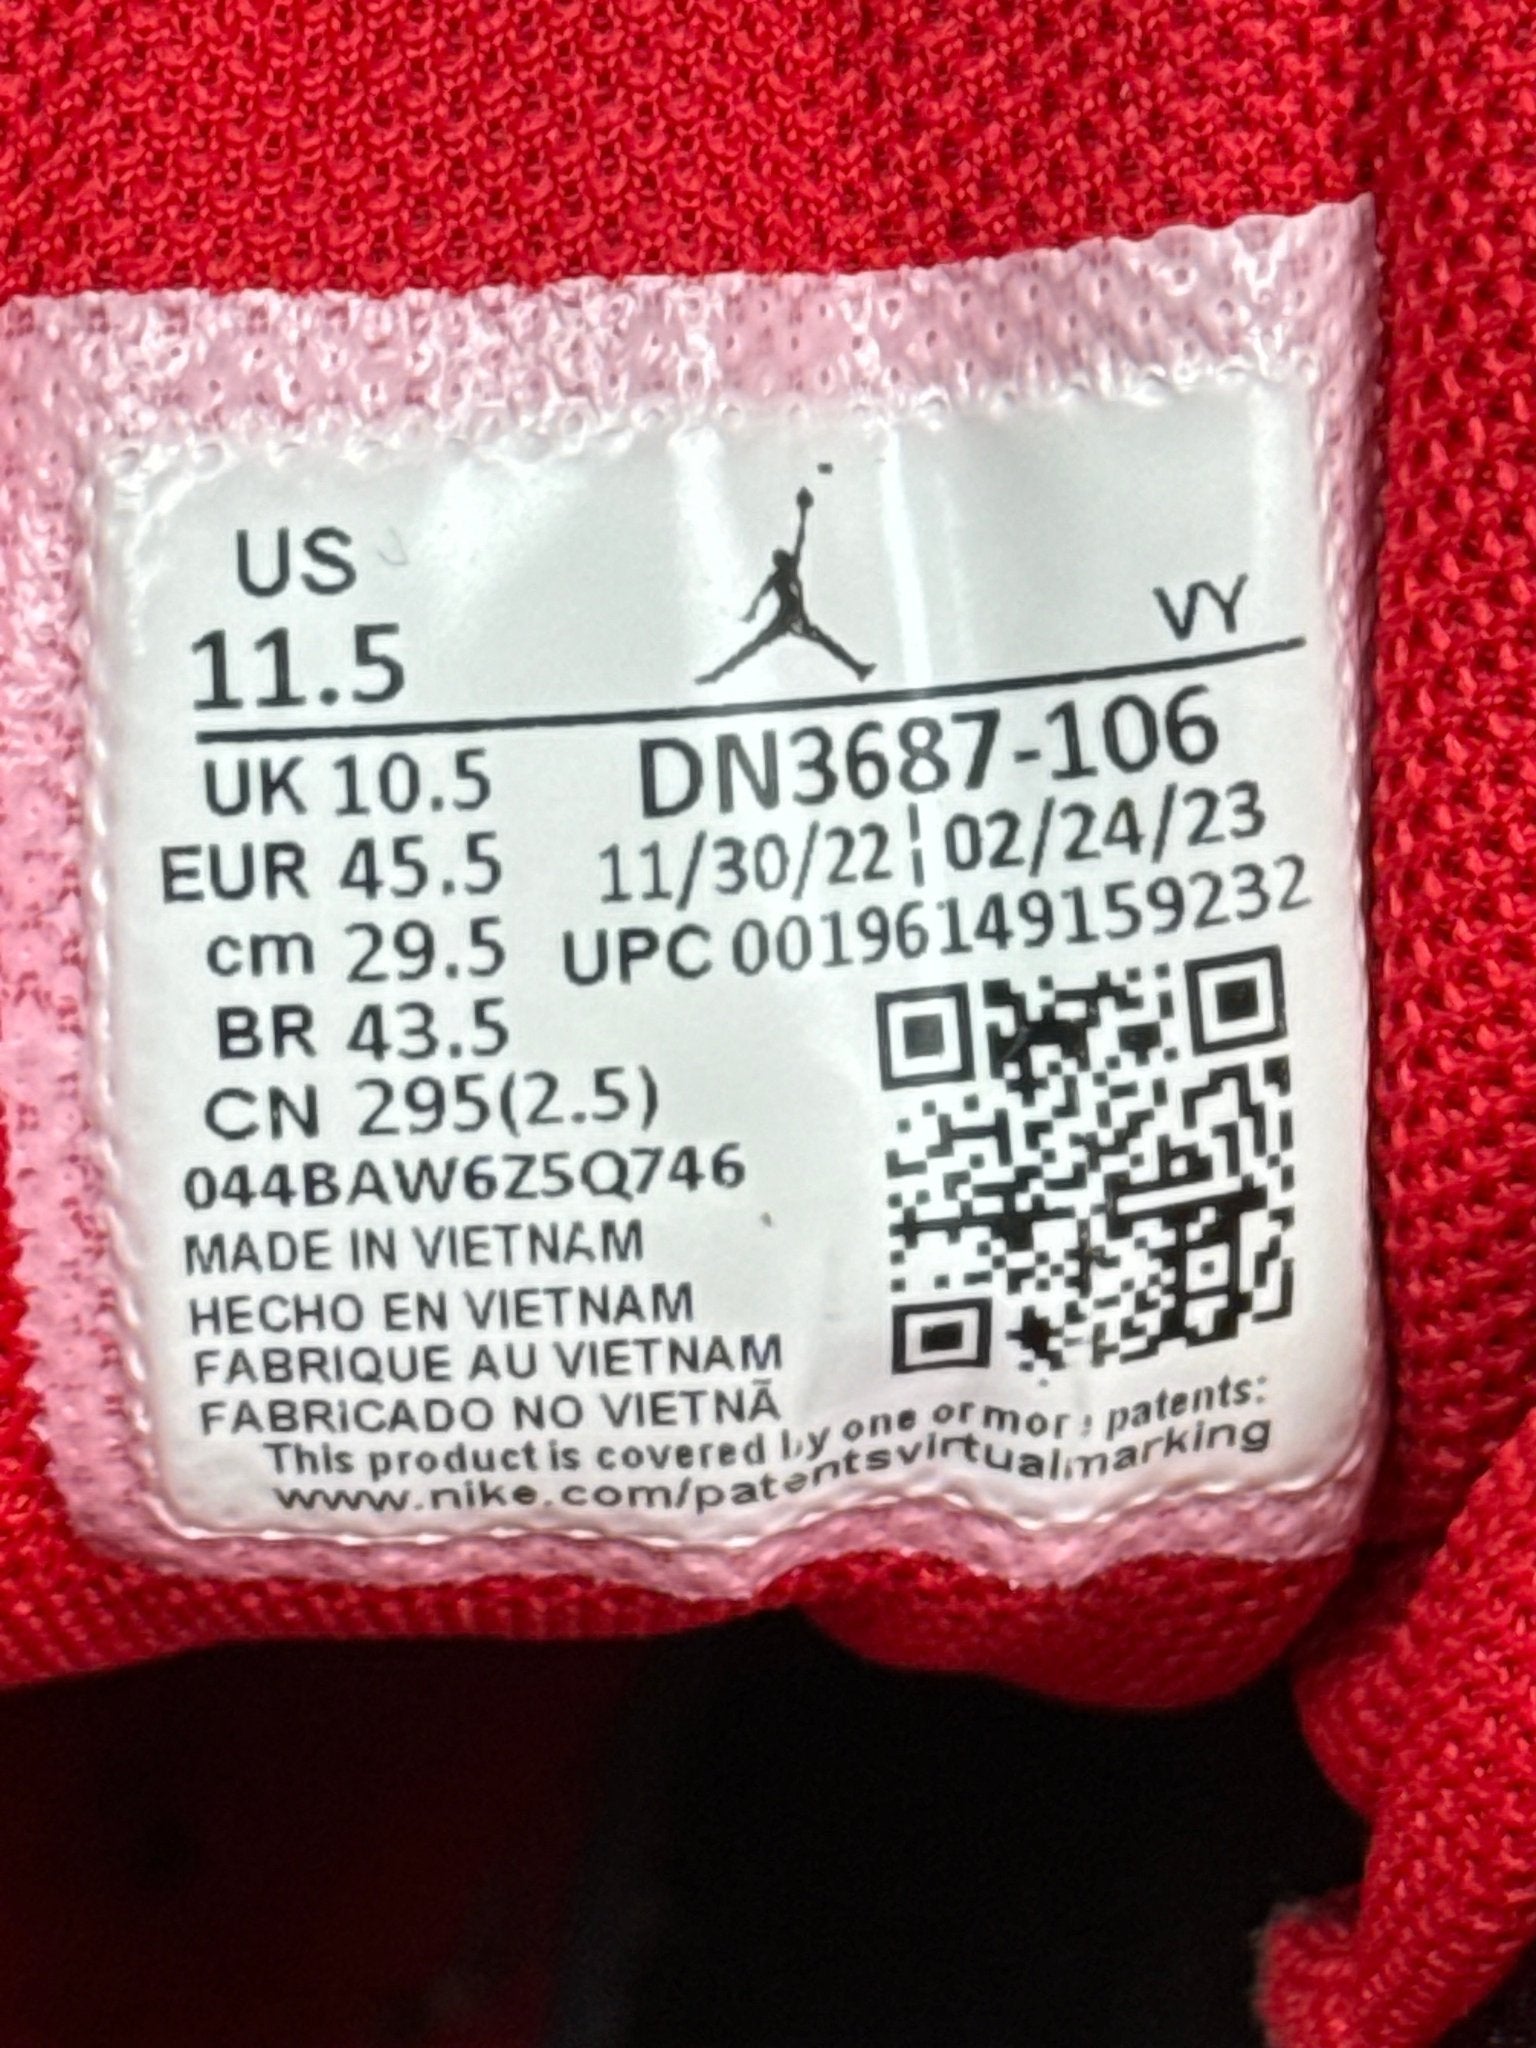 US
11.5
VY
UK 10.5
DN3687-106
EUR 45.5
11/30/22 ¦ 02/24/23
cm 29.5
UPC 00196149159232
BR 43.5
CN 295(2.5)
044BAW6Z5Q746
MADE IN VIETNAM
HECHO EN VIETNAM
FABRIQUE AU VIETNAM
FABRICADO NO VIETNÃ
This product is covered by one or more patents:
www.nike.com/patentsvirtualmarking